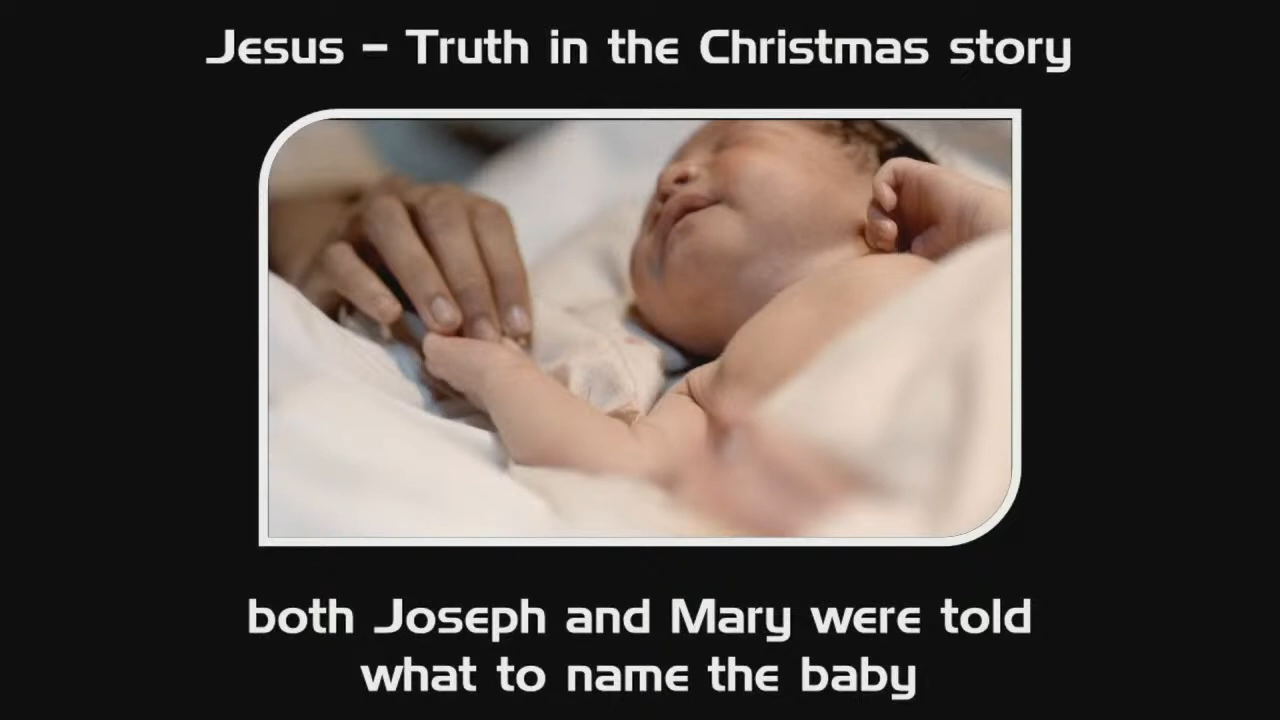 Jesus – Truth in the Christmas story
both Joseph and Mary were told
what to name the baby